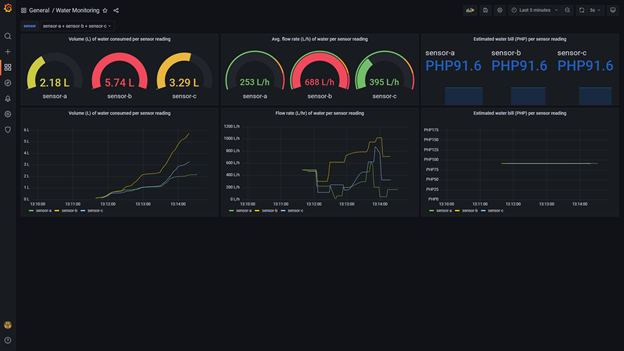 General / Water Monitoring
Last 5 minutes
5s
sensor
sensor-a + sensor-b + sensor-c
Volume (L) of water consumed per sensor reading
2.18 L
sensor-a
5.74 L
sensor-b
3.29 L
sensor-c
Avg. flow rate (L/h) of water per sensor reading
253 L/h
sensor-a
688 L/h
sensor-b
395 L/h
sensor-c
Estimated water bill (PHP) per sensor reading
sensor-a
PHP91.6
sensor-b
PHP91.6
sensor-c
PHP91.6
Volume (L) of water consumed per sensor reading
6 L
5 L
4 L
3 L
2 L
1 L
0 L
13:10:00 13:11:00 13:12:00 13:13:00 13:14:00
sensor-a sensor-b sensor-c
Flow rate (L/hr) of water per sensor reading
1200 L/h
1000 L/h
800 L/h
600 L/h
400 L/h
200 L/h
0 L/h
13:10:00 13:11:00 13:12:00 13:13:00 13:14:00
sensor-a sensor-b sensor-c
Estimated water bill (PHP) per sensor reading
PHP175
PHP150
PHP125
PHP100
PHP75
PHP50
PHP25
PHP0
13:10:00 13:11:00 13:12:00 13:13:00 13:14:00
sensor-a sensor-b sensor-c